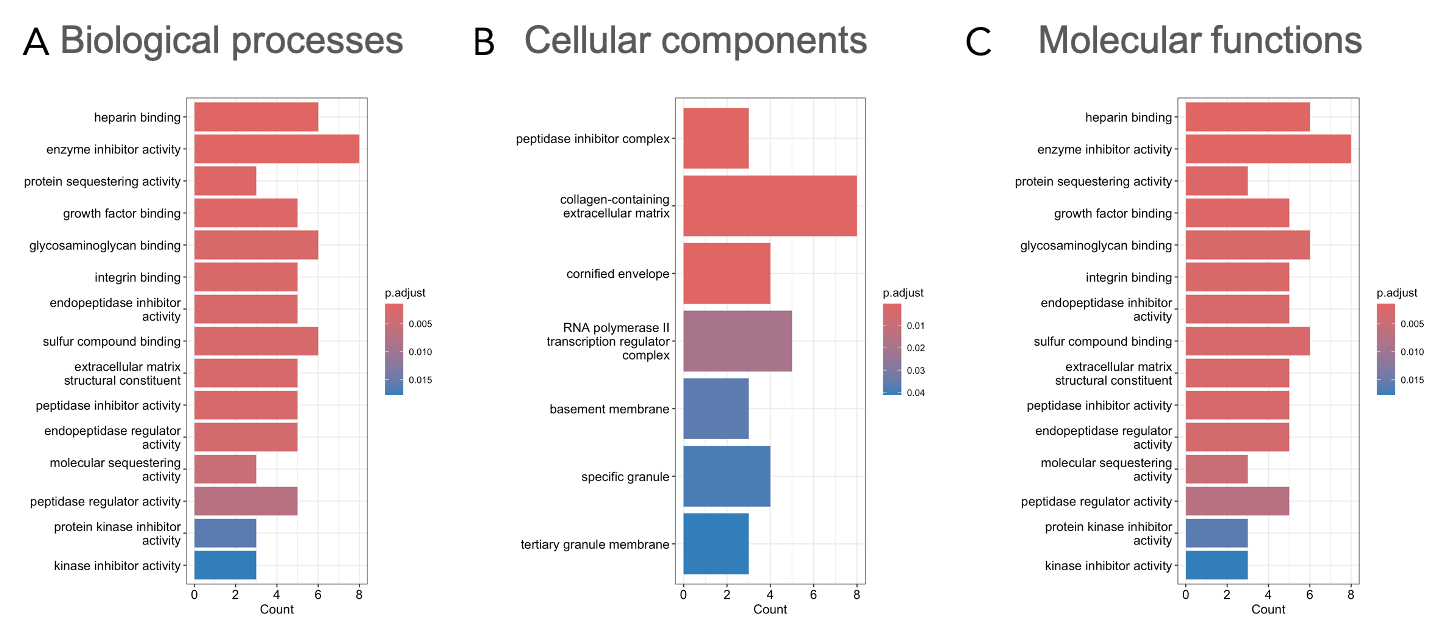 A Biological processes
heparin binding
enzyme inhibitor activity
protein sequestering activity
growth factor binding
glycosaminoglycan binding
integrin binding
endopeptidase inhibitor
activity
sulfur compound binding
extracellular matrix
structural constituent
peptidase inhibitor activity
endopeptidase regulator
activity
molecular sequestering
activity
peptidase regulator activity
protein kinase inhibitor
activity
kinase inhibitor activity
0 2 4 6 8
Count
p.adjust
0.005
0.010
0.015
B Cellular components
peptidase inhibitor complex
collagen-containing
extracellular matrix
cornified envelope
RNA polymerase II
transcription regulator
complex
basement membrane
specific granule
tertiary granule membrane
0 2 4 6 8
Count
p.adjust
0.01
0.02
0.03
0.04
C Molecular functions
heparin binding
enzyme inhibitor activity
protein sequestering activity
growth factor binding
glycosaminoglycan binding
integrin binding
endopeptidase inhibitor
activity
sulfur compound binding
extracellular matrix
structural constituent
peptidase inhibitor activity
endopeptidase regulator
activity
molecular sequestering
activity
peptidase regulator activity
protein kinase inhibitor
activity
kinase inhibitor activity
0 2 4 6 8
Count
p.adjust
0.005
0.010
0.015